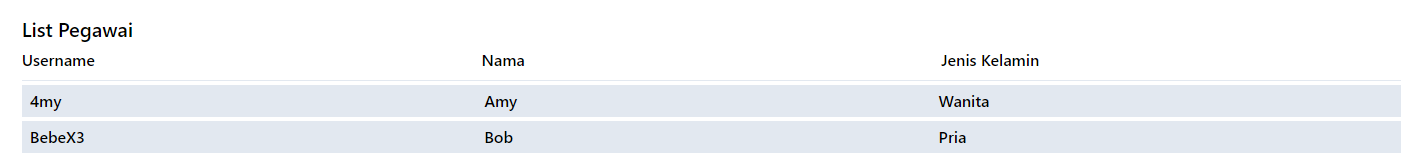 List Pegawai
Username Nama Jenis Kelamin
4my Amy Wanita
BebeX3 Bob Pria